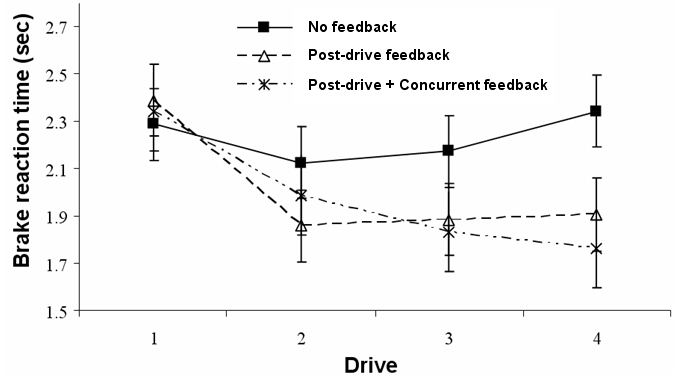 Brake reaction time (sec)
2.7
2.5
2.3
2.1
1.9
1.7
1.5
No feedback
Post-drive feedback
Post-drive + Concurrent feedback
1 2 3 4
Drive